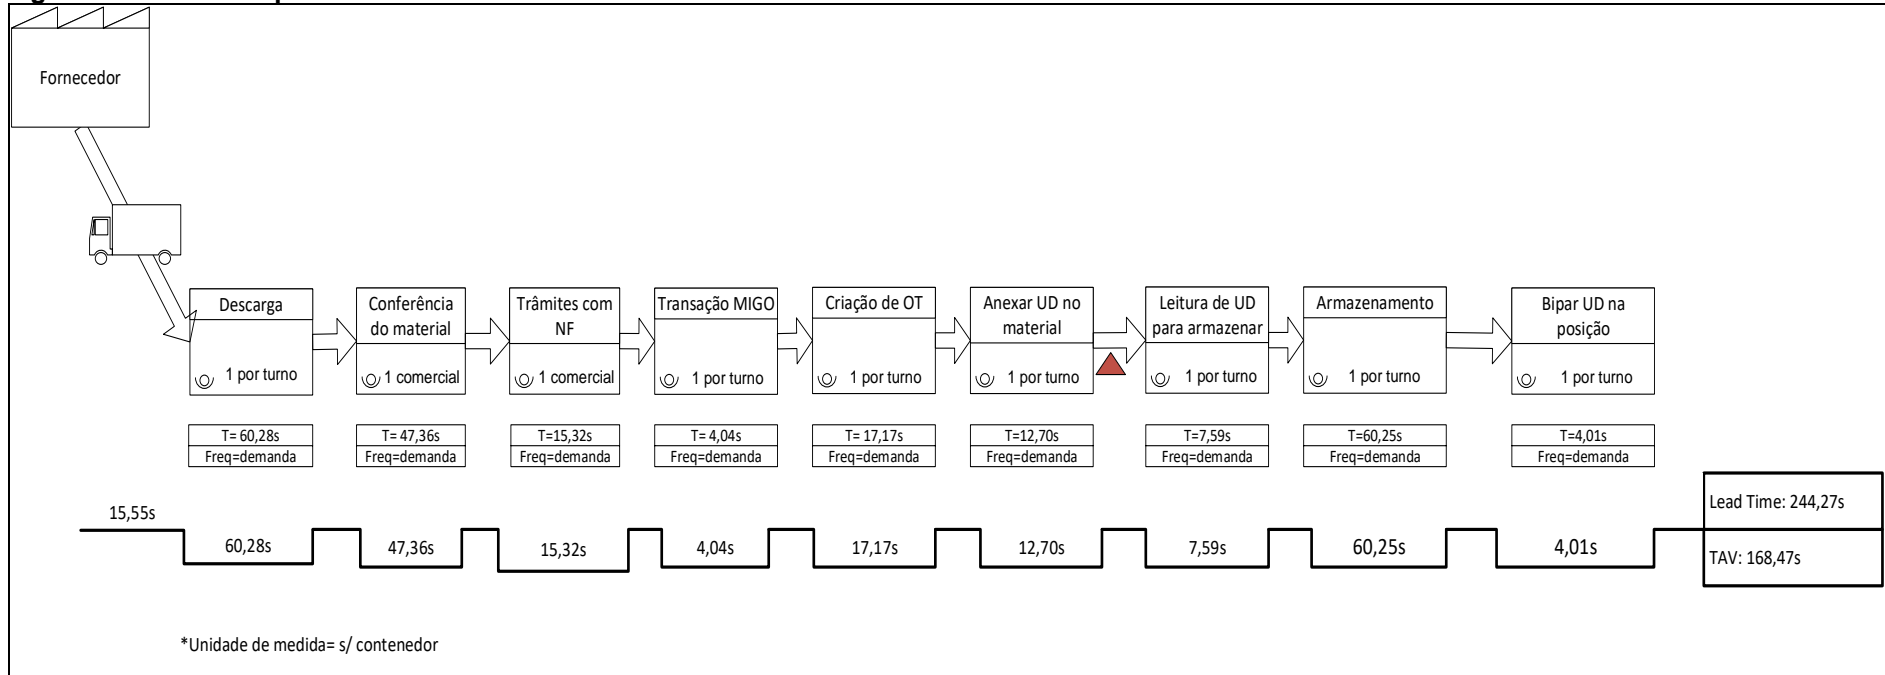 Fornecedor
Descarga
1 por turno
Conferência
do material
1 comercial
Trâmites com
NF
1 comercial
Transação MIGO
1 por turno
Criação de OT
1 por turno
Anexar UD no
material
1 por turno
Leitura de UD
para armazenar
1 por turno
Armazenamento
1 por turno
Bipar UD na
posição
1 por turno
T= 60,28s
Freq=demanda
T= 47,36s
Freq=demanda
T=15,32s
Freq=demanda
T= 4,04s
Freq=demanda
T= 17,17s
Freq=demanda
T=12,70s
Freq=demanda
T=7,59s
Freq=demanda
T=60,25s
Freq=demanda
T=4,01s
Freq=demanda
15,55s
60,28s
47,36s
15,32s
4,04s
17,17s
12,70s
7,59s
60,25s
4,01s
Lead Time: 244,27s
TAV: 168,47s
*Unidade de medida= s/ contenedor